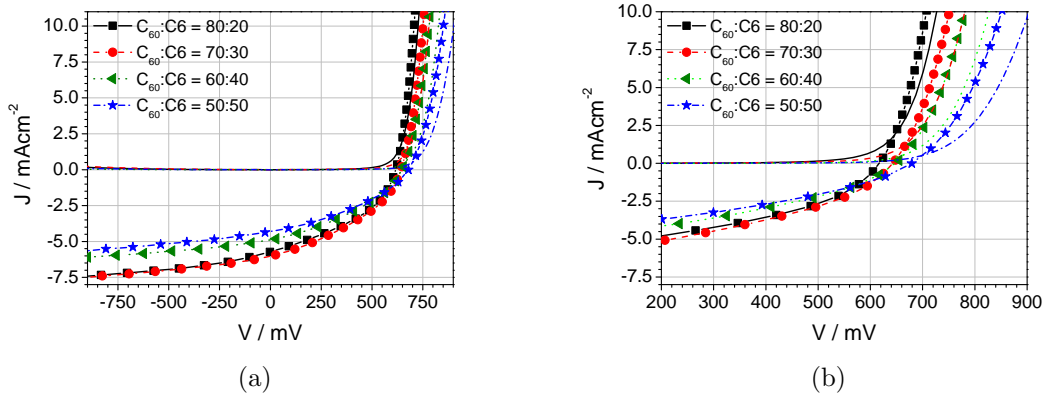 10.0
7.5
5.0
2.5
0.0
-2.5
-5.0
-7.5
J / mAcm-2
C60:C6 = 80:20
C60:C6 = 70:30
C60:C6 = 60:40
C60:C6 = 50:50
-750 -500 -250 0 250 500 750
V / mV
(a)
10.0
7.5
5.0
2.5
0.0
-2.5
-5.0
-7.5
J / mAcm-2
C60:C6 = 80:20
C60:C6 = 70:30
C60:C6 = 60:40
C60:C6 = 50:50
200 300 400 500 600 700 800 900
V / mV
(b)